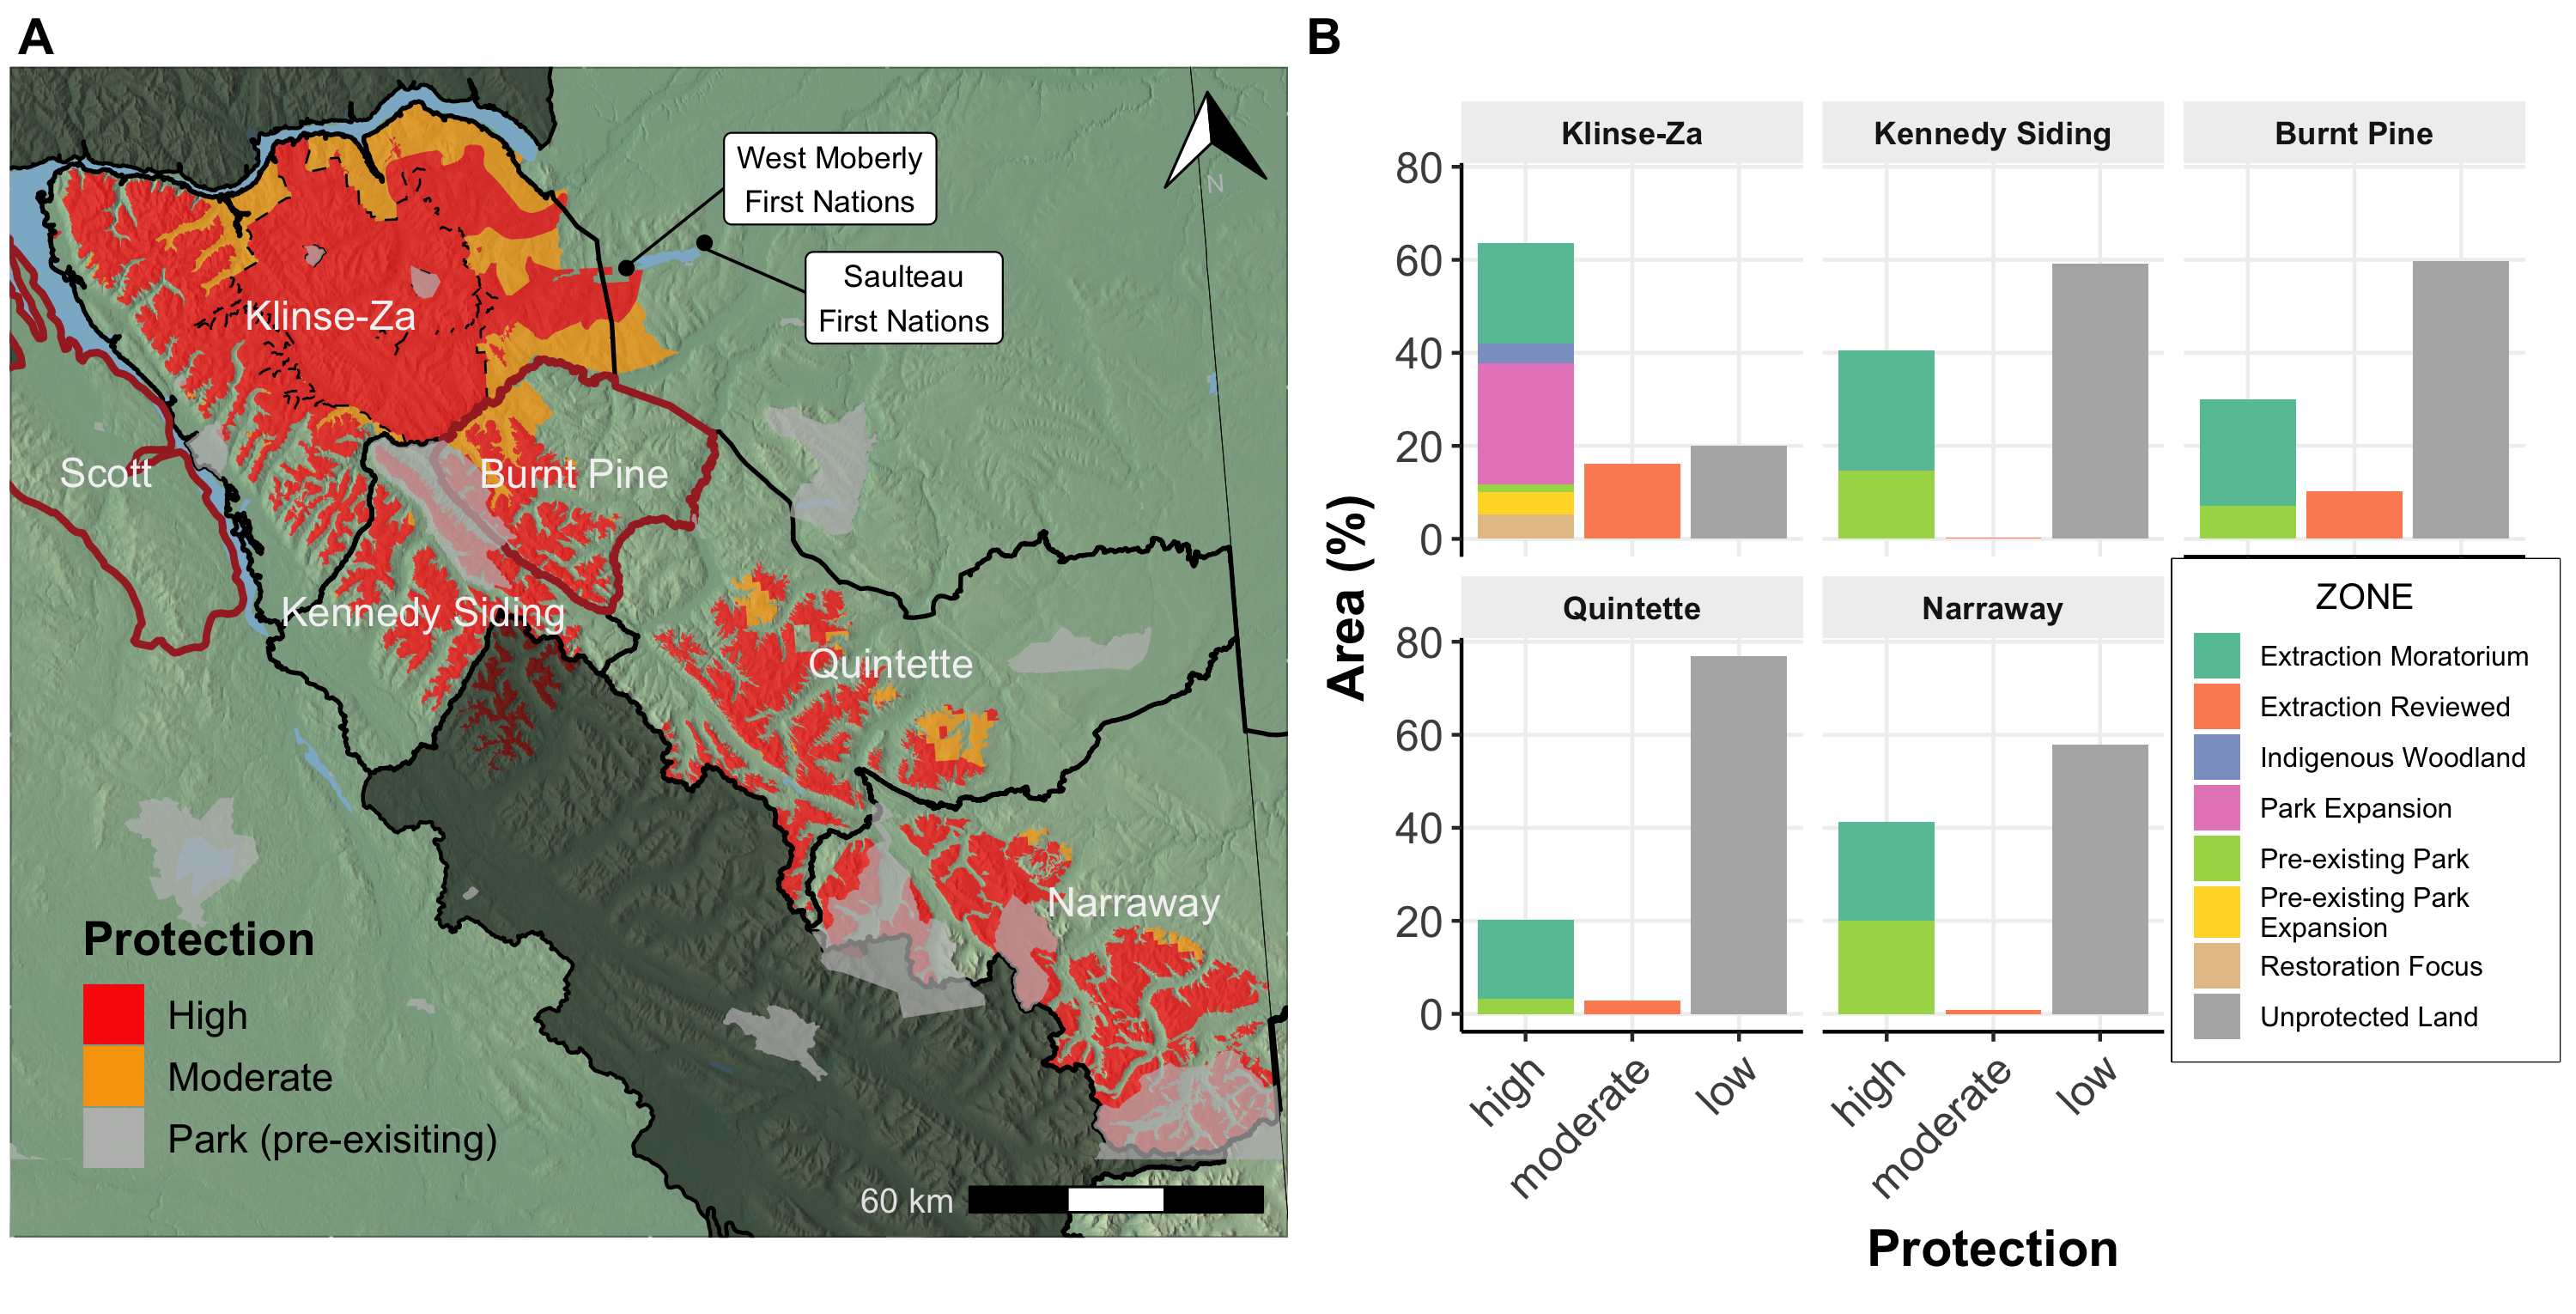 A
West Moberly
First Nations
Saulteau
First Nations
N
Klinse-Za
Scott
Burnt Pine
Kennedy Siding
Quintette
Narraway
Protection
High
Moderate
Park (pre-exisiting)
60 km
B
Klinse-Za
Kennedy Siding
Burnt Pine
80
60
40
20
0
Quintette
Narraway
80
60
40
20
0
Area (%)
high
moderate
low
high
moderate
low
Protection
ZONE
Extraction Moratorium
Extraction Reviewed
Indigenous Woodland
Park Expansion
Pre-existing Park
Pre-existing Park
Expansion
Restoration Focus
Unprotected Land